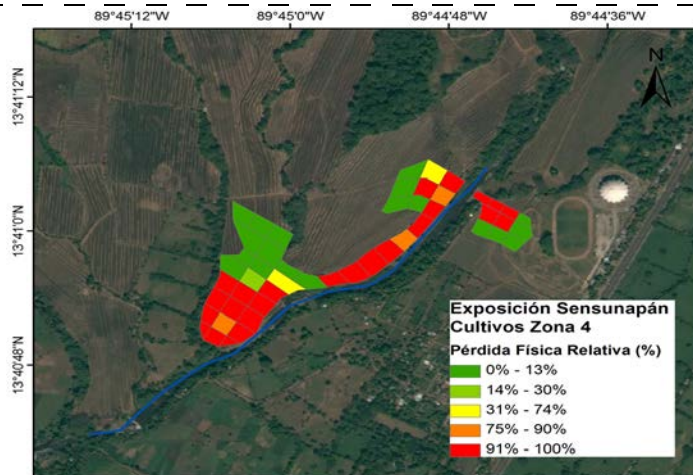 89°45'12"W 89°45'0"W 89°44'48"W 89°44'36"W
N
13°41'12"N
13°41'0"N
13°40'48"N
Exposición Sensunapán
Cultivos Zona 4
Pérdida Física Relativa (%)
0% - 13%
14% - 30%
31% - 74%
75% - 90%
91% - 100%